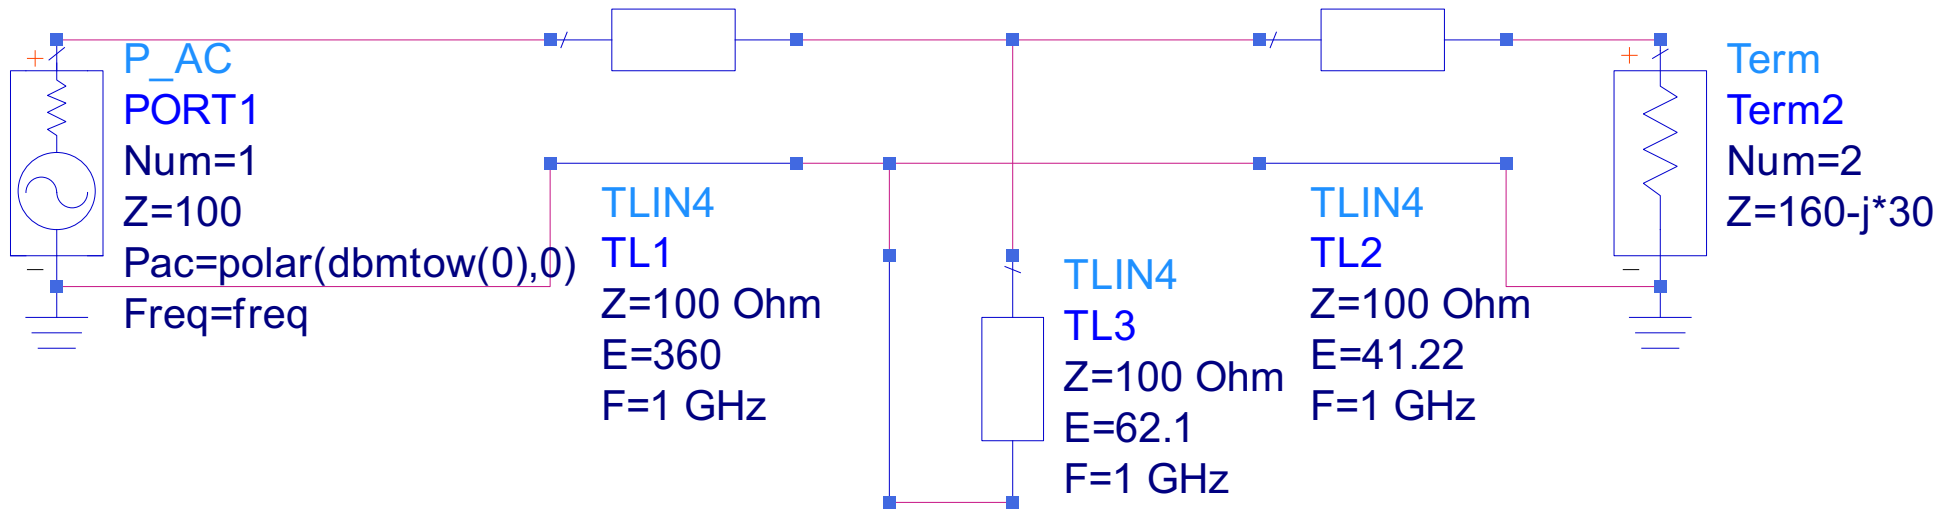 +
P_AC
PORT1
Num=1
Z=100
Pac=polar(dbmtow(0),0)
Freq=freq
–
TLIN4
TL1
Z=100 Ohm
E=360
F=1 GHz
TLIN4
TL3
Z=100 Ohm
E=62.1
F=1 GHz
TLIN4
TL2
Z=100 Ohm
E=41.22
F=1 GHz
+
Term
Term2
Num=2
Z=160-j*30
–